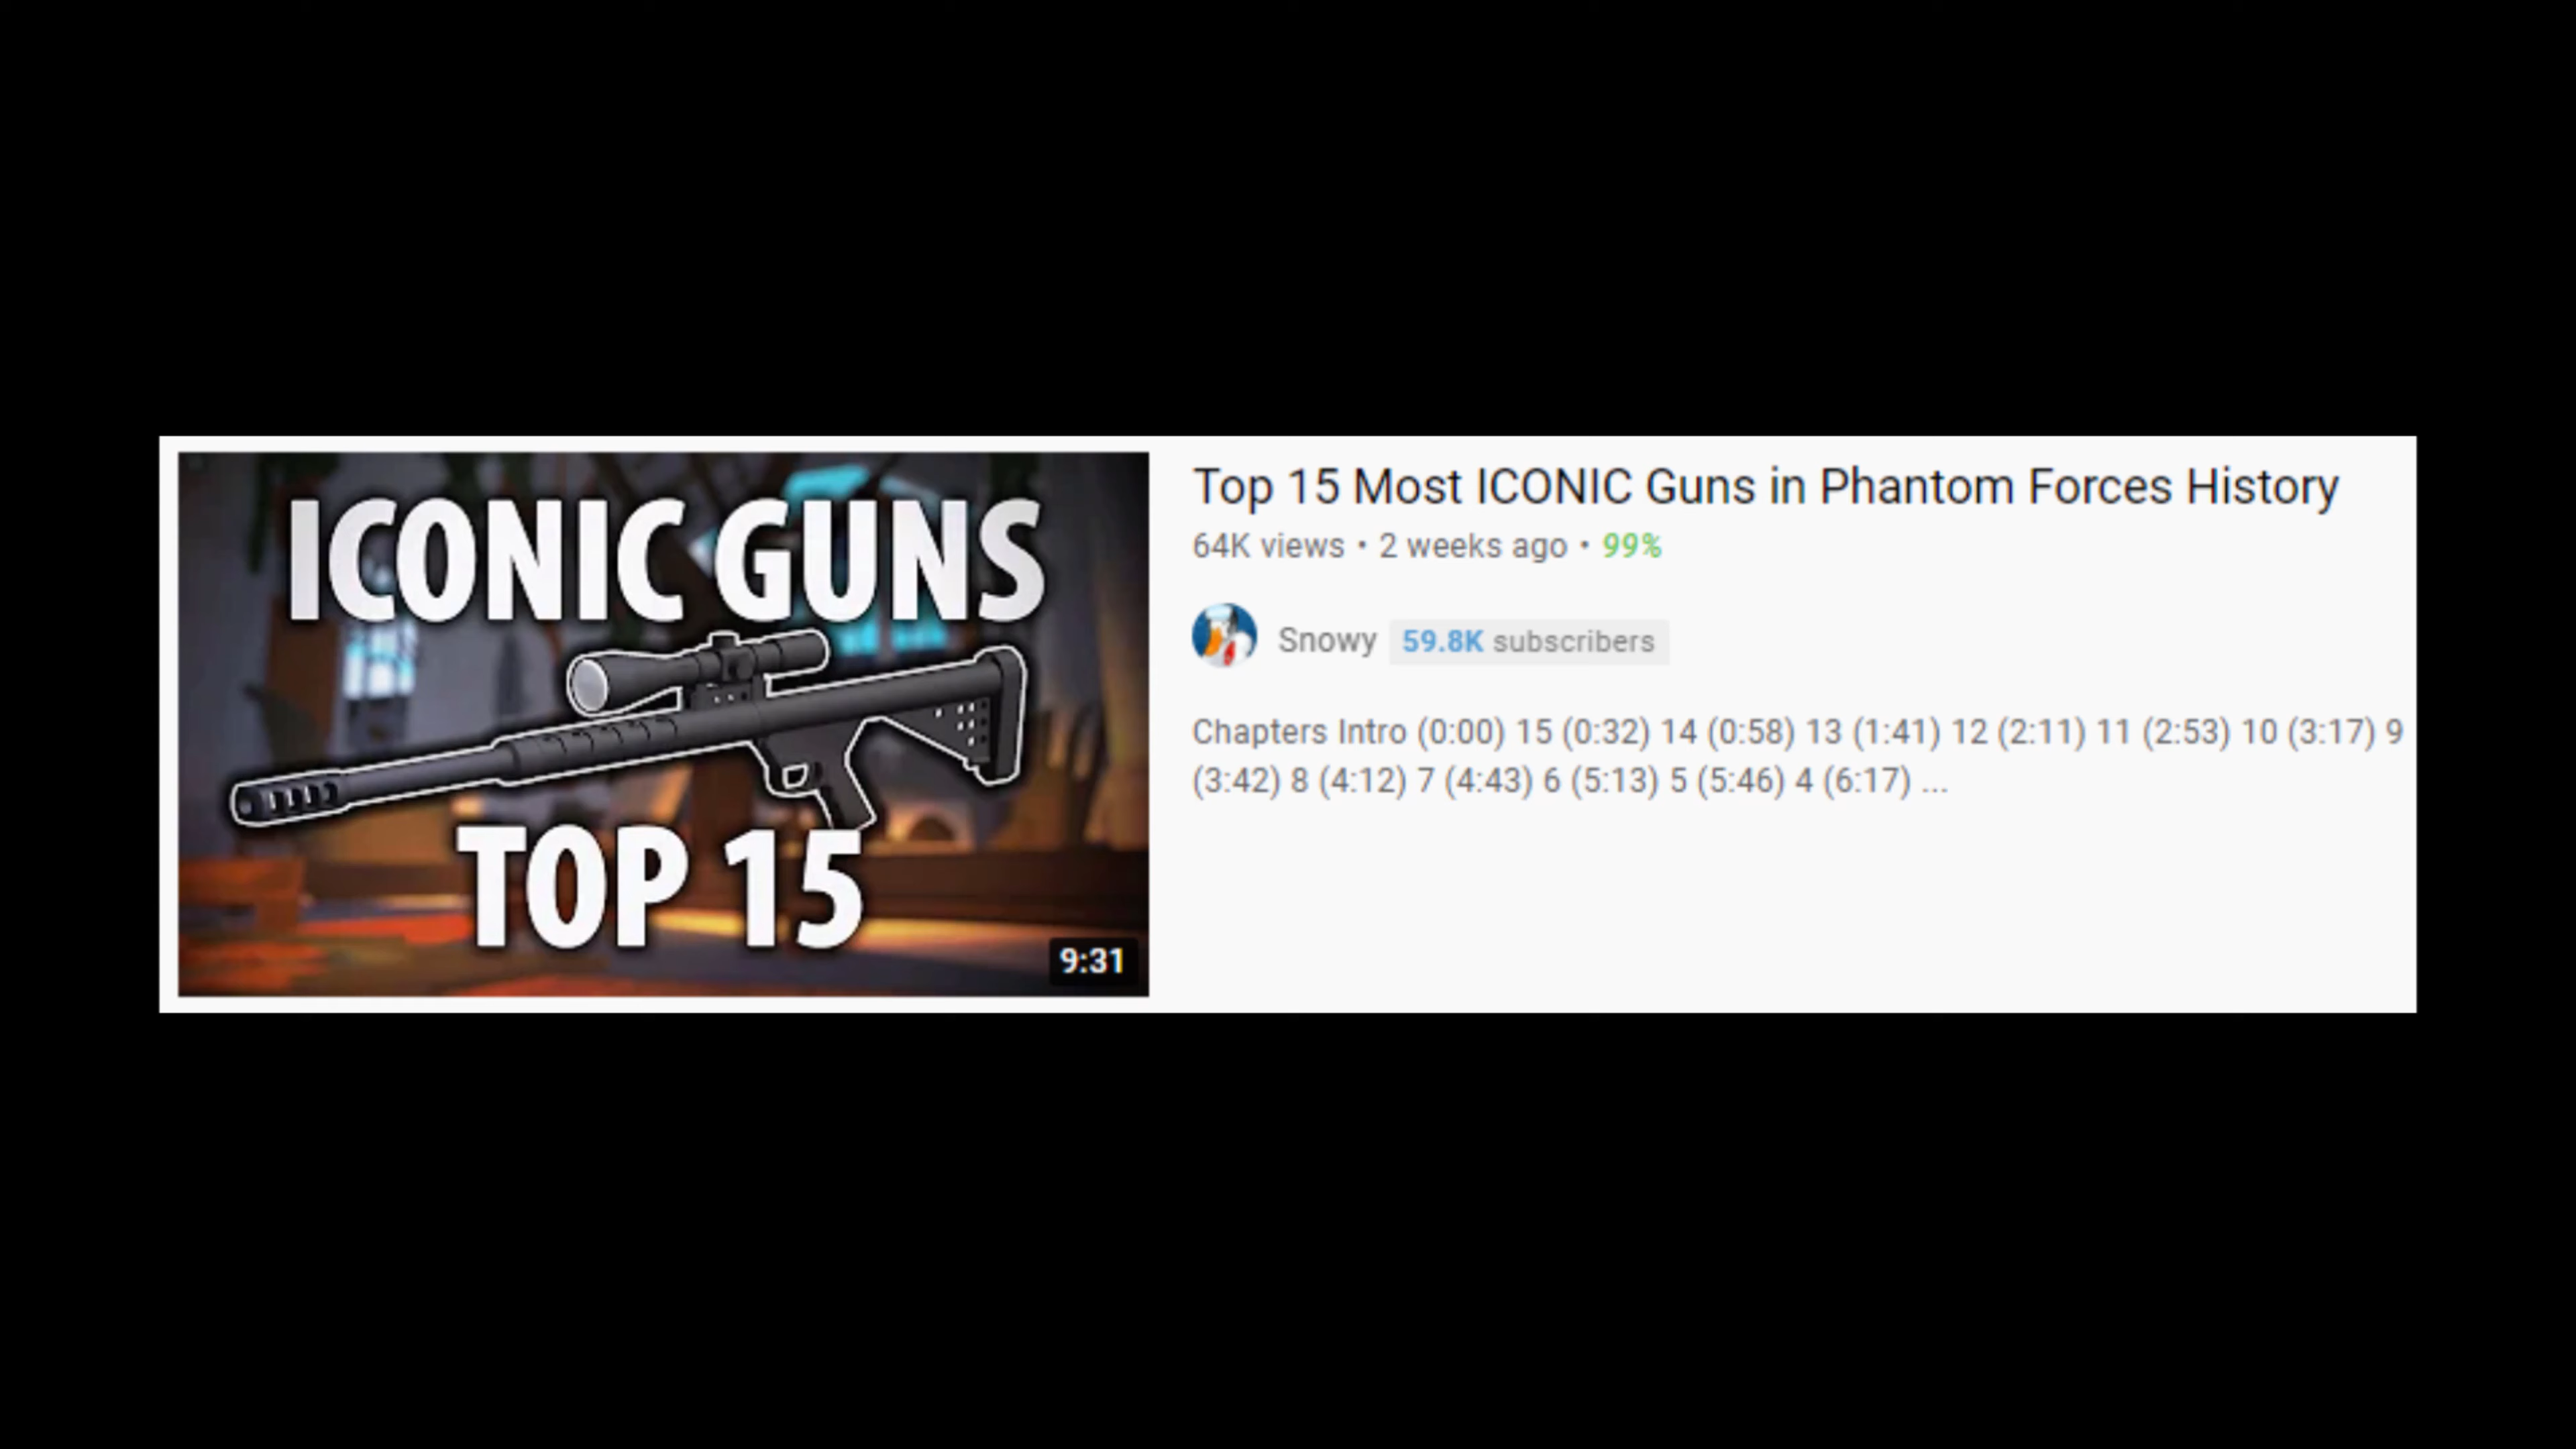 ICONIC GUNS
TOP 15
9:31
Top 15 Most ICONIC Guns in Phantom Forces History
64K views • 2 weeks ago • 99%
Snowy 59.8K subscribers
Chapters Intro (0:00) 15 (0:32) 14 (0:58) 13 (1:41) 12 (2:11) 11 (2:53) 10 (3:17) 9
(3:42) 8 (4:12) 7 (4:43) 6 (5:13) 5 (5:46) 4 (6:17) ...